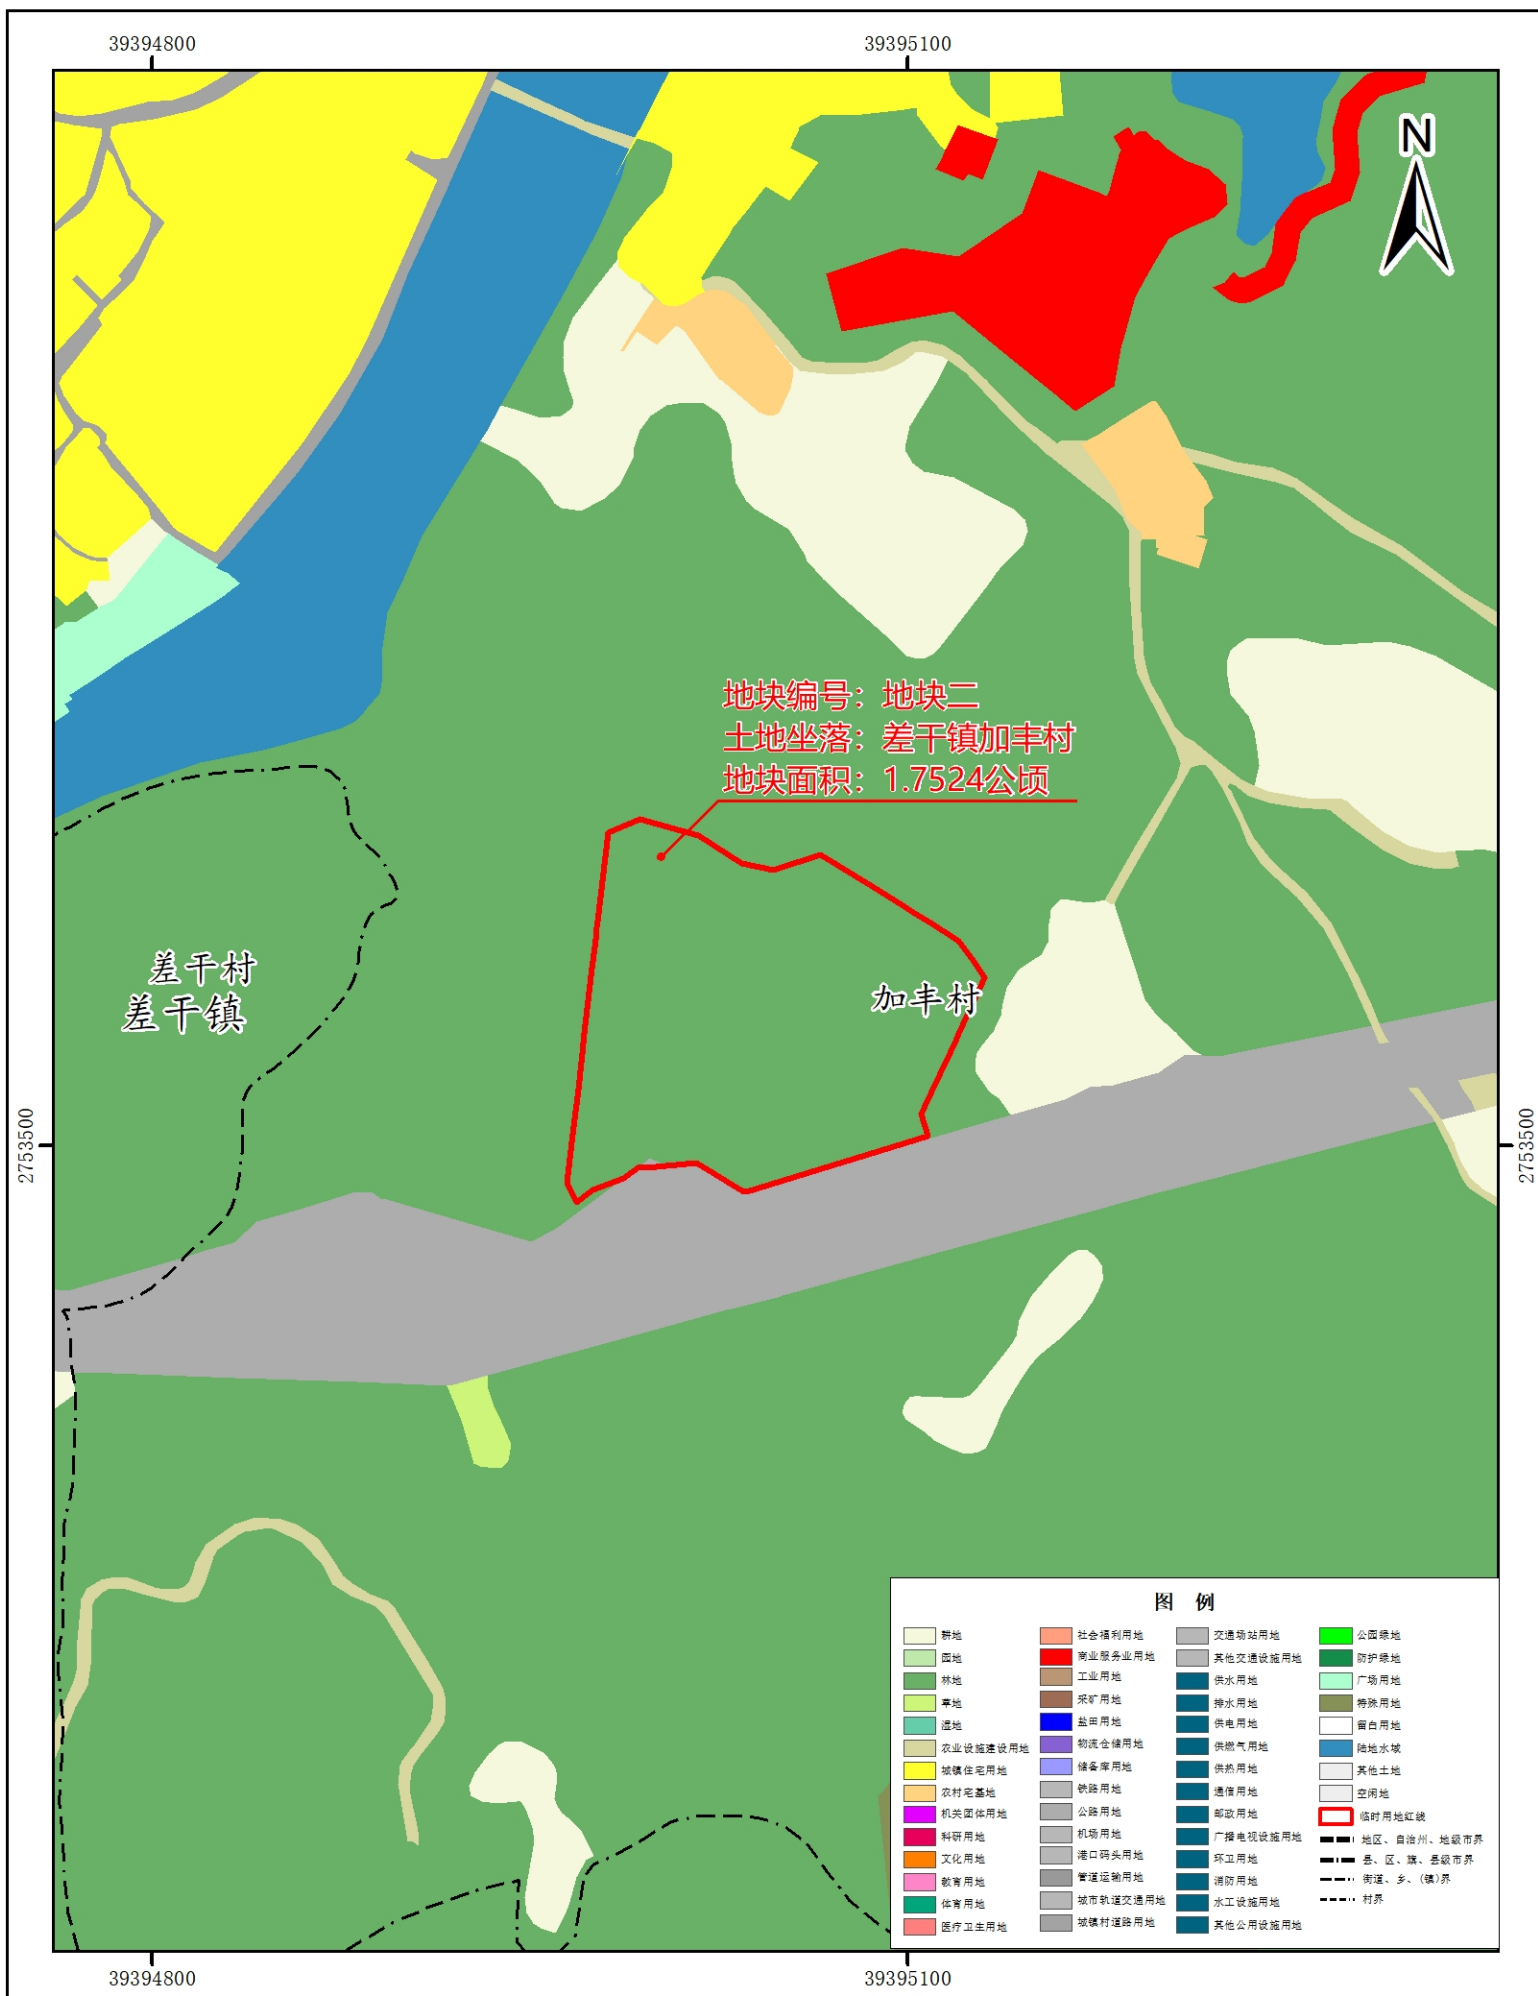 39394800
39395100
N
地块编号：地块二
土地坐落：差干镇加丰村
地块面积：1.7524公顷
差干村
差干镇
加丰村
2753500
2753500
图 例
耕地
园地
林地
草地
湿地
农业设施建设用地
城镇住宅用地
农村宅基地
机关团体用地
科研用地
文化用地
教育用地
体育用地
医疗卫生用地
社会福利用地
商业服务业用地
工业用地
采矿用地
盐田用地
物流仓储用地
储备库用地
铁路用地
公路用地
机场用地
港口码头用地
管道运输用地
城市轨道交通用地
城镇村道路用地
交通场站用地
其他交通设施用地
供水用地
排水用地
供电用地
供燃气用地
供热用地
通信用地
邮政用地
广播电视设施用地
环卫用地
消防用地
水工设施用地
其他公用设施用地
公园绿地
防护绿地
广场用地
特殊用地
留白用地
陆地水域
其他土地
空闲地
临时用地红线
地区、自治州、地级市界
县、区、旗、县级市界
街道、乡、(镇)界
村界
39394800
39395100